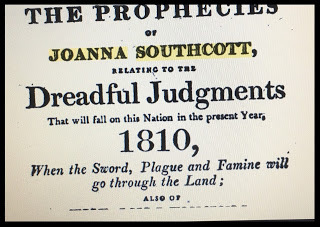 THE PROPHECIES
OF
JOANNA SOUTHCOTT,
RELATING TO THE
Dreadful Judgments
That will fall on this Nation in the present Year,
1810,
When the Sword, Plague and Famine will
go through the Land;
ALSO OF